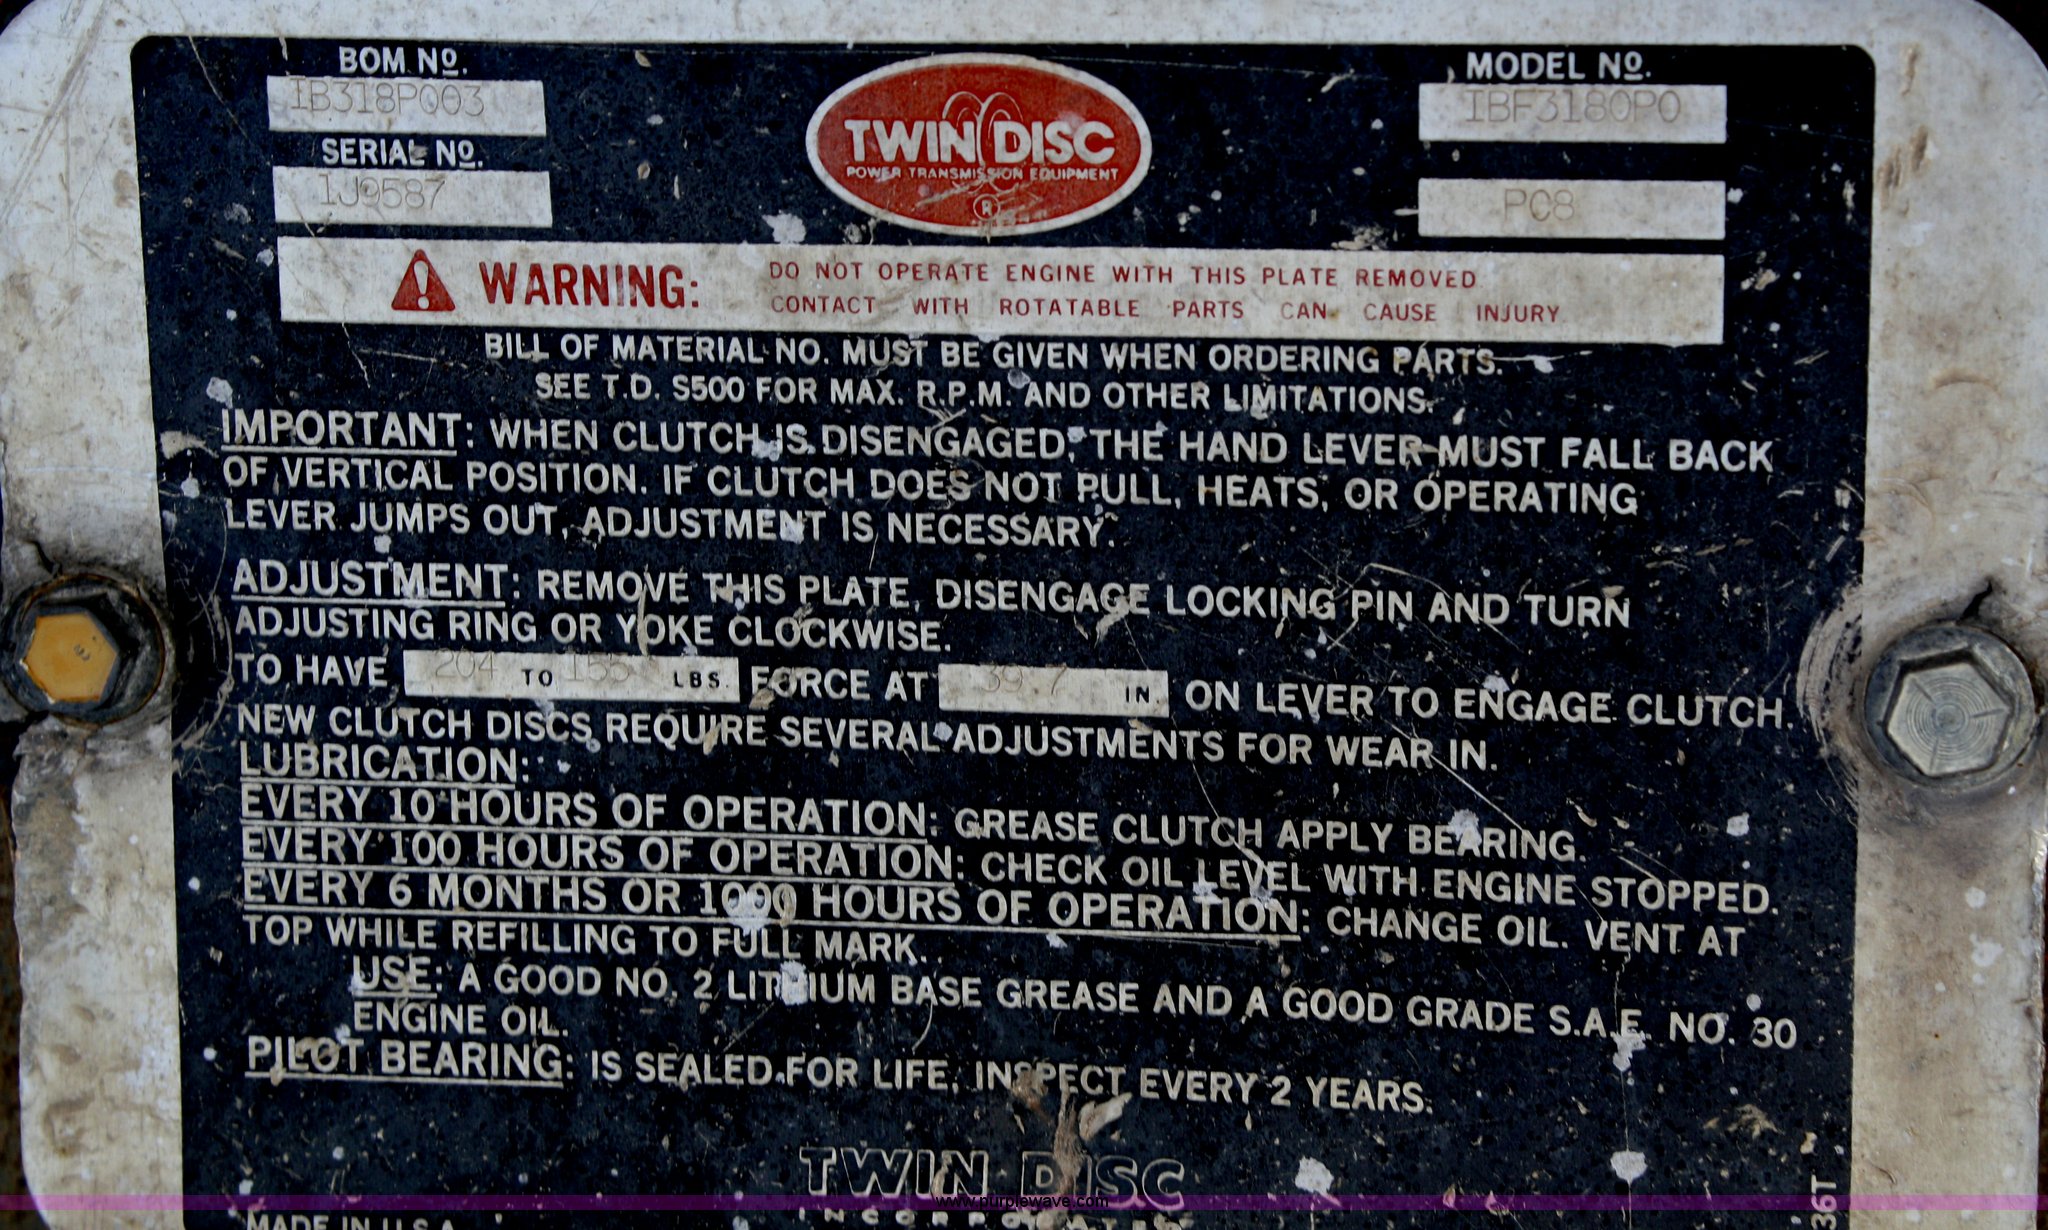 BOM Nº.
IB318P003
SERIAL Nº.
1J9587
TWIN DISC
POWER TRANSMISSION EQUIPMENT
®
MODEL Nº.
IBF3180P0
PC8
WARNING: DO NOT OPERATE ENGINE WITH THIS PLATE REMOVED
CONTACT WITH ROTATABLE PARTS CAN CAUSE INJURY
BILL OF MATERIAL NO. MUST BE GIVEN WHEN ORDERING PARTS.
SEE T.D. S500 FOR MAX. R.P.M. AND OTHER LIMITATIONS.
IMPORTANT: WHEN CLUTCH IS DISENGAGED, THE HAND LEVER MUST FALL BACK
OF VERTICAL POSITION. IF CLUTCH DOES NOT PULL, HEATS, OR OPERATING
LEVER JUMPS OUT, ADJUSTMENT IS NECESSARY.
ADJUSTMENT: REMOVE THIS PLATE, DISENGAGE LOCKING PIN AND TURN
ADJUSTING RING OR YOKE CLOCKWISE.
TO HAVE 204 TO 155 LBS. FORCE AT 39 7 IN. ON LEVER TO ENGAGE CLUTCH.
NEW CLUTCH DISCS REQUIRE SEVERAL ADJUSTMENTS FOR WEAR IN.
LUBRICATION:
EVERY 10 HOURS OF OPERATION: GREASE CLUTCH APPLY BEARING.
EVERY 100 HOURS OF OPERATION: CHECK OIL LEVEL WITH ENGINE STOPPED.
EVERY 6 MONTHS OR 1000 HOURS OF OPERATION: CHANGE OIL. VENT AT
TOP WHILE REFILLING TO FULL MARK.
USE: A GOOD NO. 2 LITHIUM BASE GREASE AND A GOOD GRADE S.A.E. NO. 30
ENGINE OIL.
PILOT BEARING: IS SEALED FOR LIFE, INSPECT EVERY 2 YEARS.
TWIN DISC
INCORPORATED
MADE IN U.S.A.
36T
www.purplewave.com